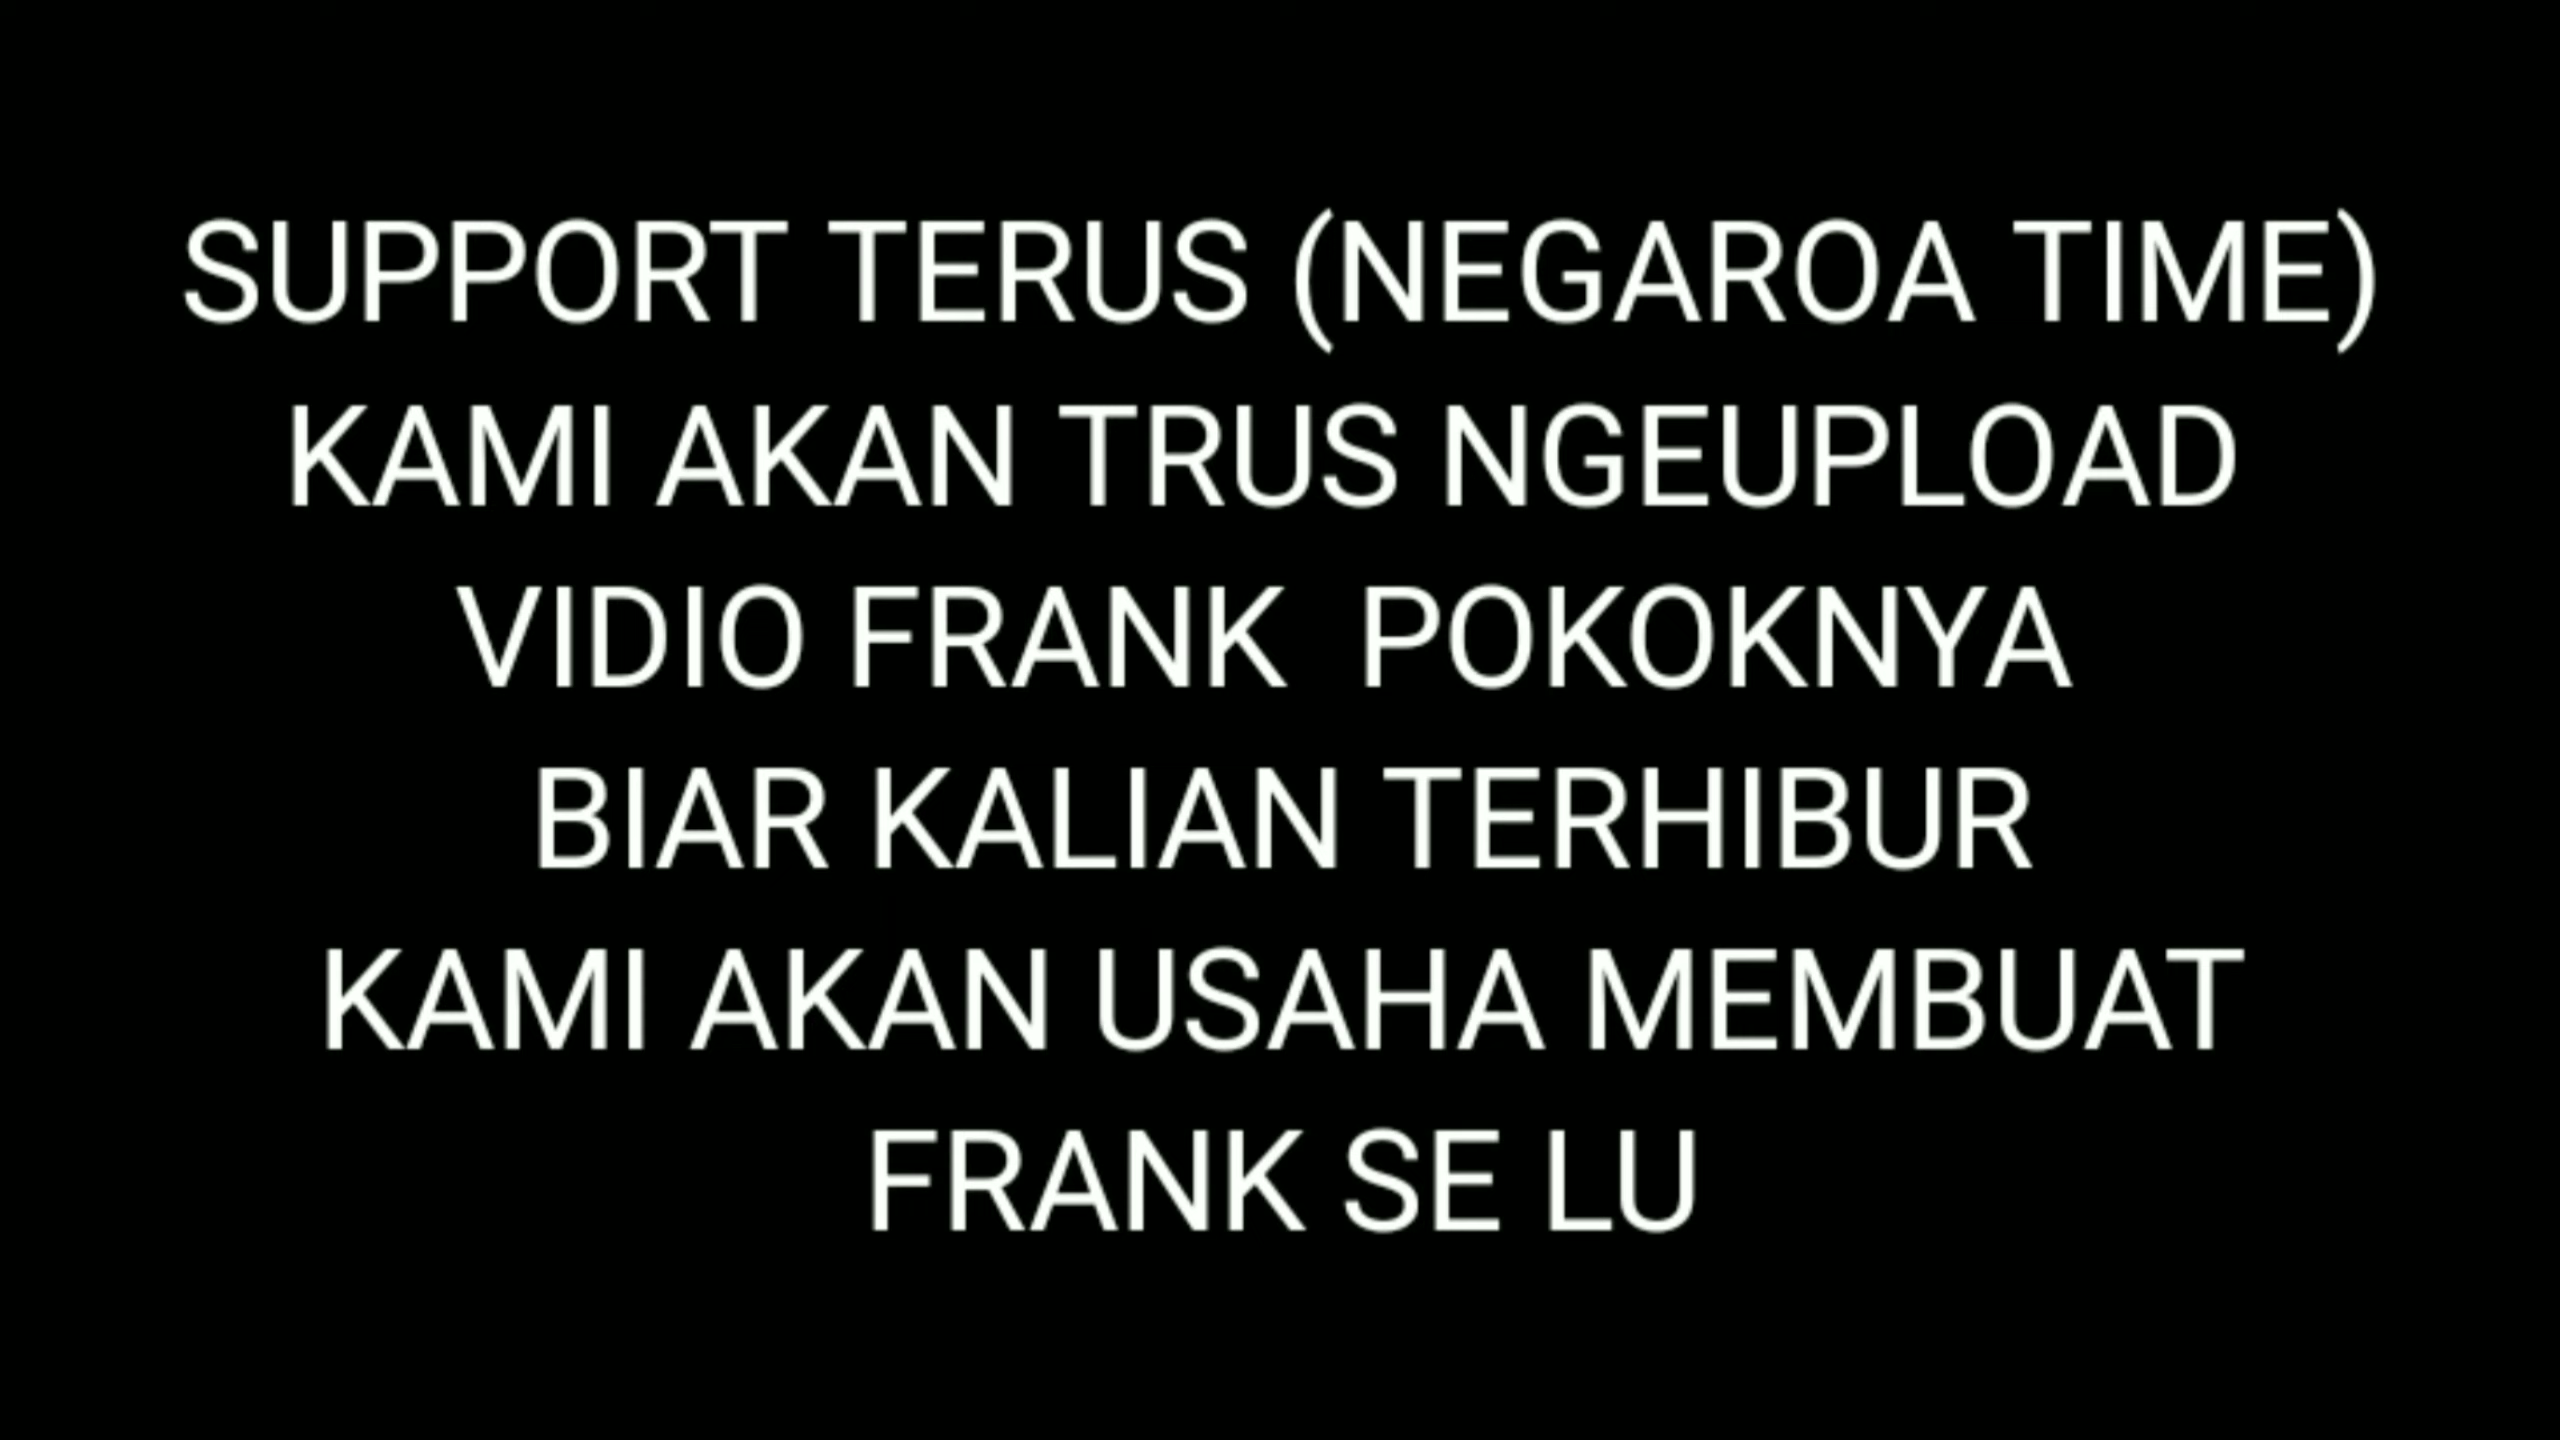 SUPPORT TERUS (NEGAROA TIME)
KAMI AKAN TRUS NGEUPLOAD
VIDIO FRANK  POKOKNYA
BIAR KALIAN TERHIBUR
KAMI AKAN USAHA MEMBUAT
FRANK SE LU